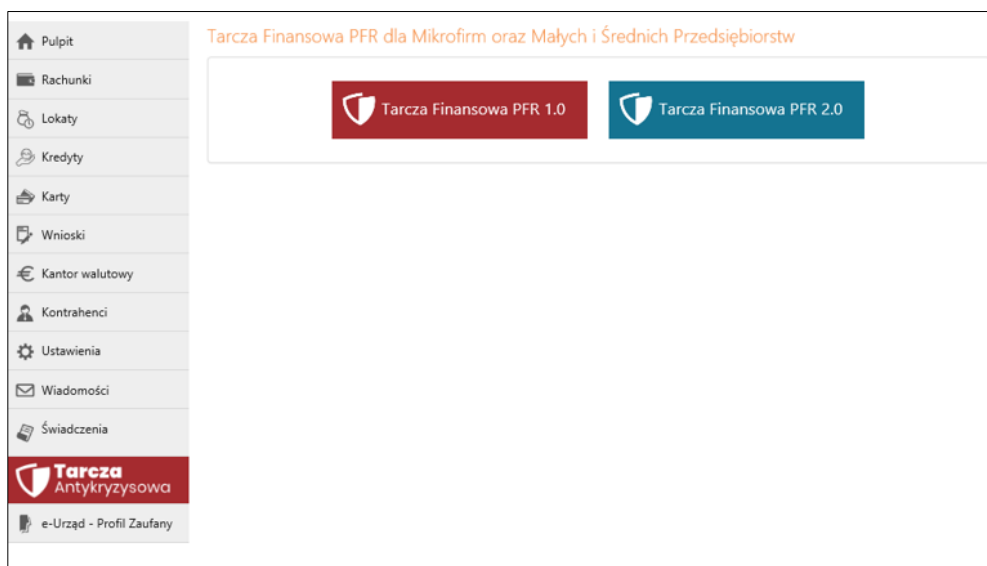 Pulpit
Rachunki
Lokaty
Kredyty
Karty
Wnioski
Kantor walutowy
Kontrahenci
Ustawienia
Wiadomości
Świadczenia
Tarcza
Antykryzysowa
e-Urząd - Profil Zaufany
Tarcza Finansowa PFR dla Mikrofirm oraz Małych i Średnich Przedsiębiorstw
Tarcza Finansowa PFR 1.0
Tarcza Finansowa PFR 2.0